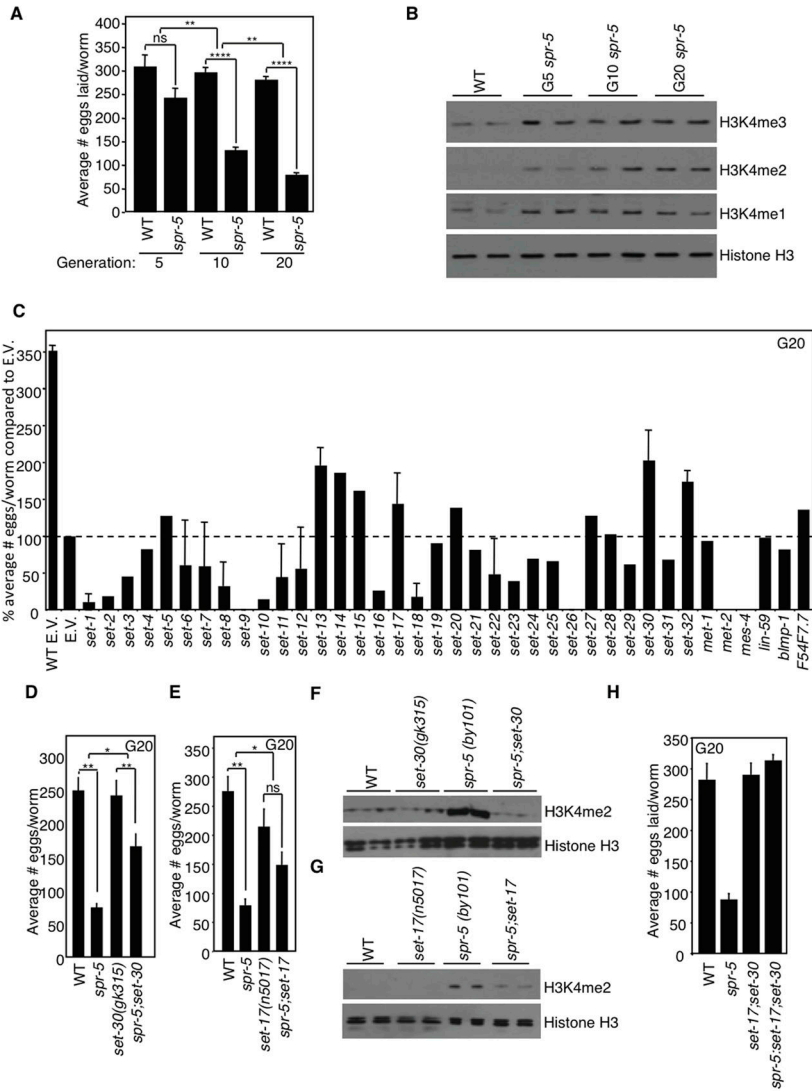 A
Average # eggs laid/worm
400
350
300
250
200
150
100
50
0
ns
**
****
**
****
WT
spr-5
WT
spr-5
WT
spr-5
Generation:
5
10
20
B
WT
G5 spr-5
G10 spr-5
G20 spr-5
H3K4me3
H3K4me2
H3K4me1
Histone H3
C
G20
% average # eggs/worm compared to E.V.
350
300
250
200
150
100
50
0
WT E.V.
E.V.
set-1
set-2
set-3
set-4
set-5
set-6
set-7
set-8
set-9
set-10
set-11
set-12
set-13
set-14
set-15
set-16
set-17
set-18
set-19
set-20
set-21
set-22
set-23
set-24
set-25
set-26
set-27
set-28
set-29
set-30
set-31
set-32
met-1
met-2
mes-4
lin-59
blmp-1
F54F7.7
D
G20
Average # eggs/worm
300
250
200
150
100
50
0
*
**
**
WT
spr-5
set-30(gk315)
spr-5;set-30
E
G20
Average # eggs/worm
350
300
250
200
150
100
50
0
*
**
ns
WT
spr-5
set-17(n5017)
spr-5;set-17
F
WT
set-30(gk315)
spr-5 (by101)
spr-5;set-30
H3K4me2
Histone H3
G
WT
set-17(n5017)
spr-5 (by101)
spr-5;set-17
H3K4me2
Histone H3
H
G20
Average # eggs laid/worm
350
300
250
200
150
100
50
0
WT
spr-5
set-17;set-30
spr-5;set-17;set-30